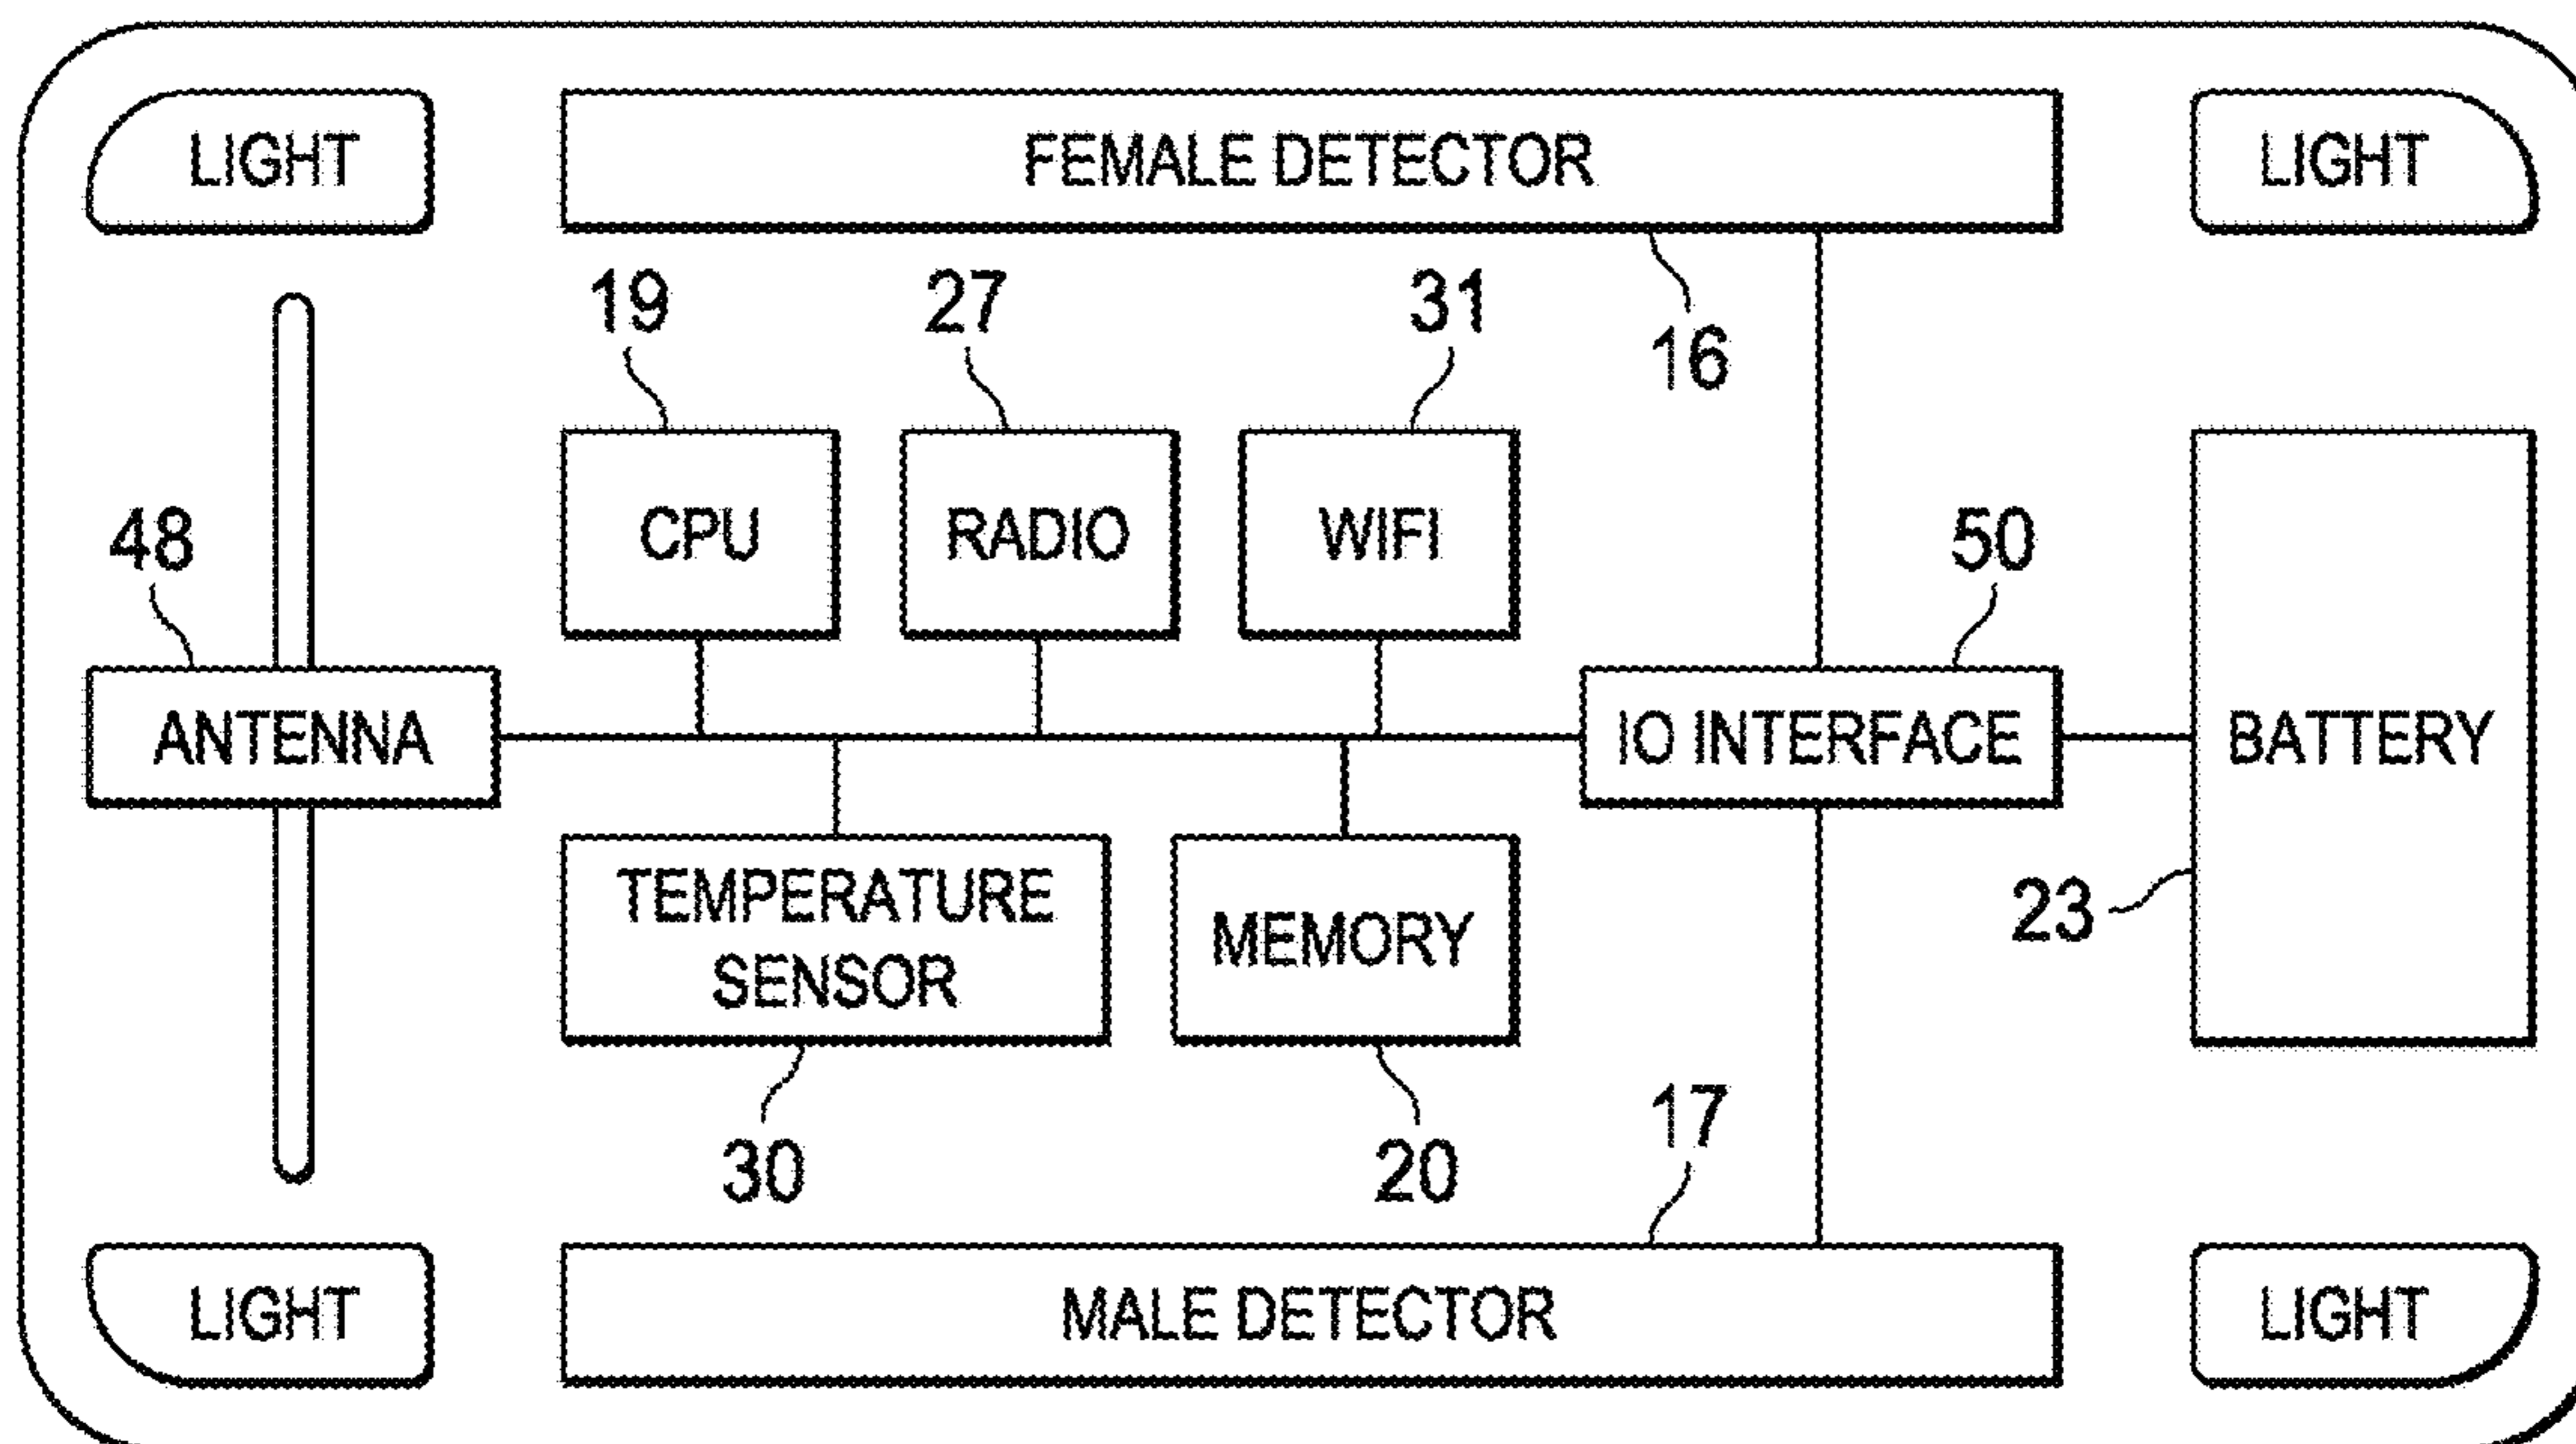 LIGHT
FEMALE DETECTOR
LIGHT
19
27
31
16
48
CPU
RADIO
WIFI
50
ANTENNA
IO INTERFACE
BATTERY
TEMPERATURE
SENSOR
MEMORY
23
30
20
17
LIGHT
MALE DETECTOR
LIGHT